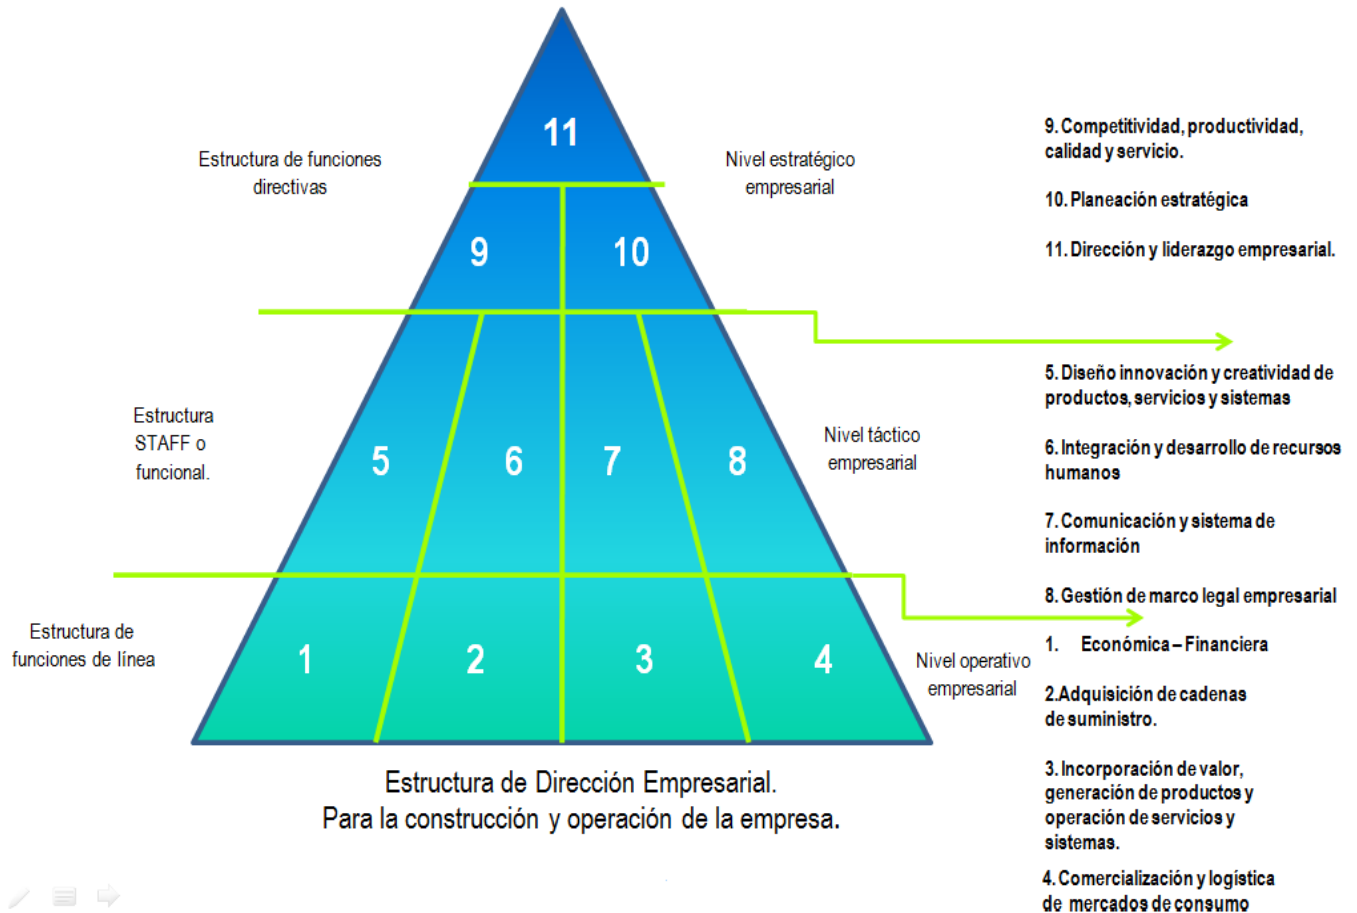 11
Estructura de funciones
directivas
Nivel estratégico
empresarial
9
10
Estructura
STAFF o
funcional.
5
6
7
8
Nivel táctico
empresarial
Estructura de
funciones de línea
1
2
3
4
Nivel operativo
empresarial
Estructura de Dirección Empresarial.
Para la construcción y operación de la empresa.
9. Competitividad, productividad,
calidad y servicio.
10. Planeación estratégica
11. Dirección y liderazgo empresarial.
5. Diseño innovación y creatividad de
productos, servicios y sistemas
6. Integración y desarrollo de recursos
humanos
7. Comunicación y sistema de
información
8. Gestión de marco legal empresarial
1. Económica – Financiera
2.Adquisición de cadenas
de suministro.
3. Incorporación de valor,
generación de productos y
operación de servicios y
sistemas.
4. Comercialización y logística
de mercados de consumo